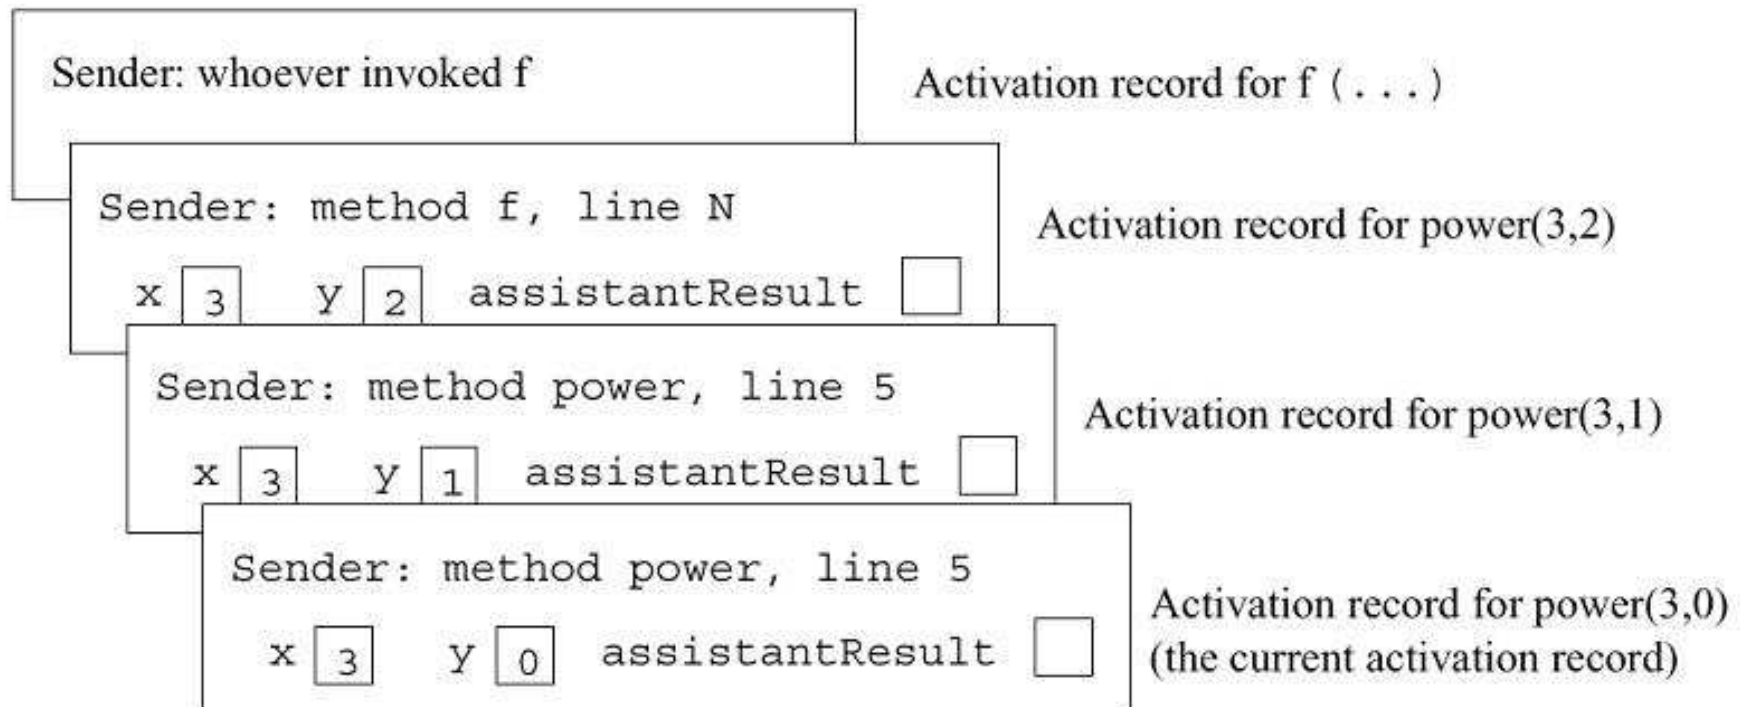 Sender: whoever invoked f
Activation record for f (...)
Sender: method f, line N
Activation record for power(3,2)
x 3 y 2 assistantResult
Sender: method power, line 5
Activation record for power(3,1)
x 3 y 1 assistantResult
Sender: method power, line 5
Activation record for power(3,0)
x 3 y 0 assistantResult
(the current activation record)